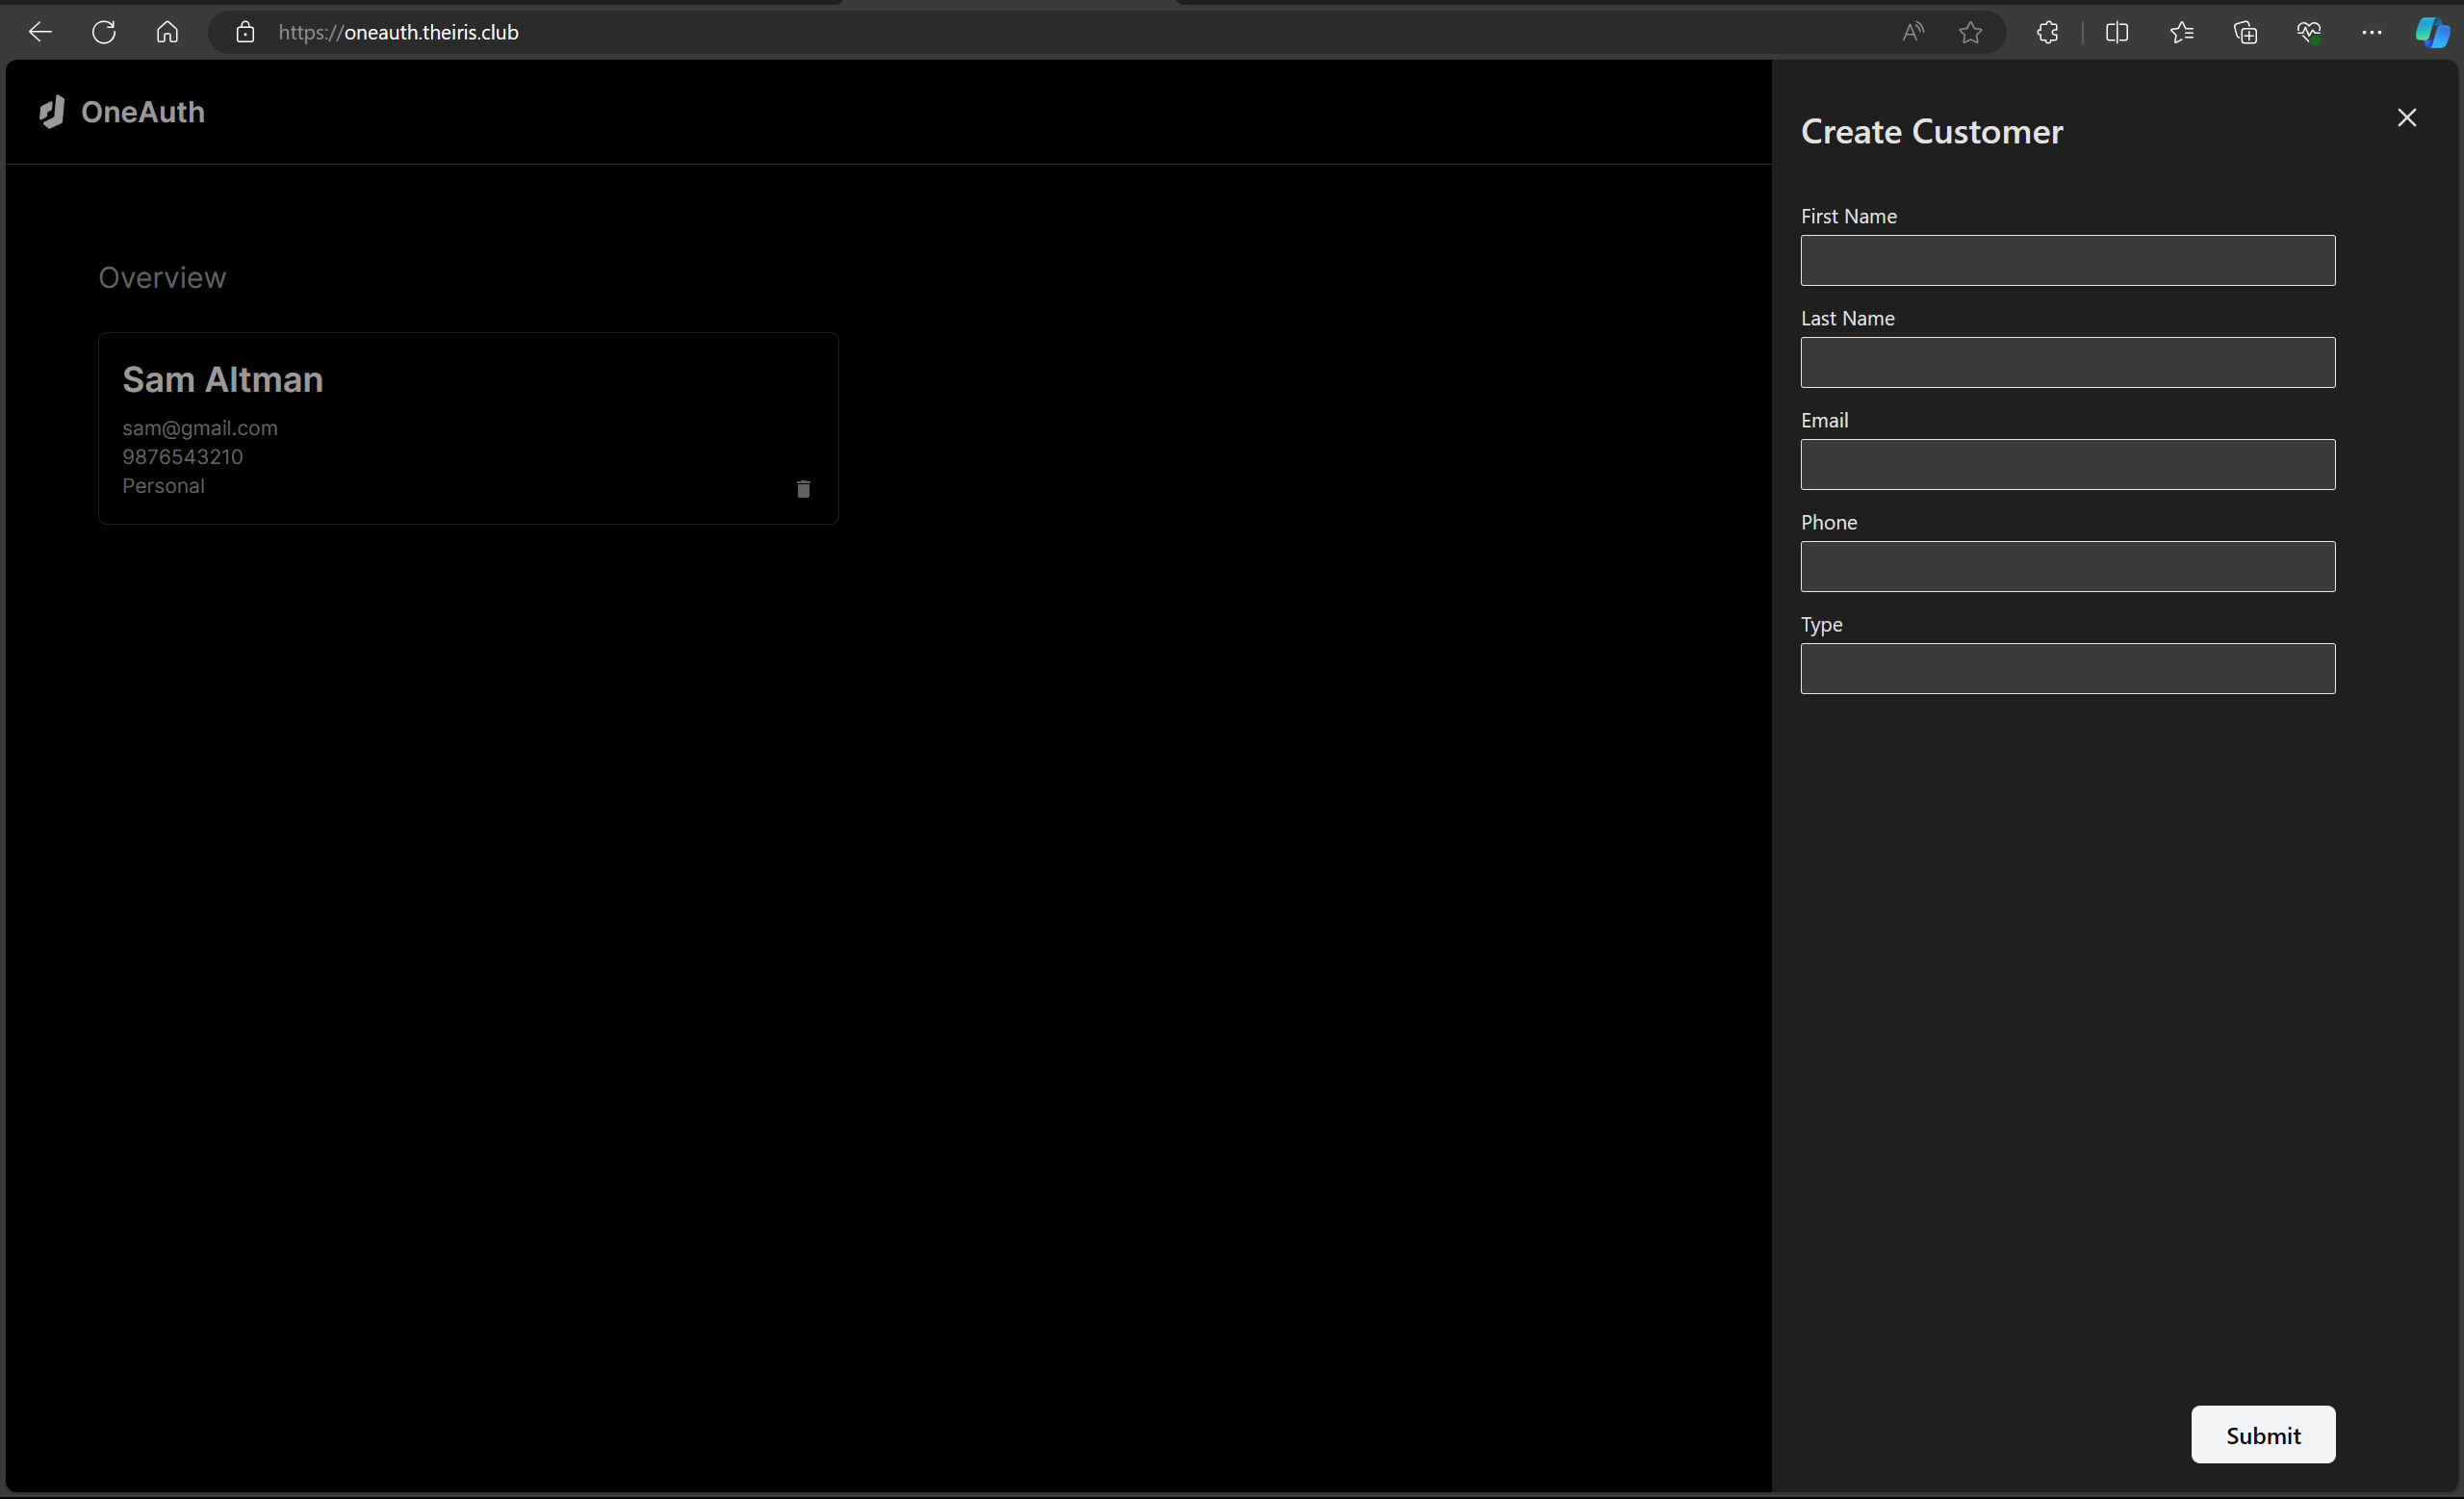 https://oneauth.theiris.club
OneAuth
Overview
Sam Altman
sam@gmail.com
9876543210
Personal
Create Customer
First Name
Last Name
Email
Phone
Type
Submit